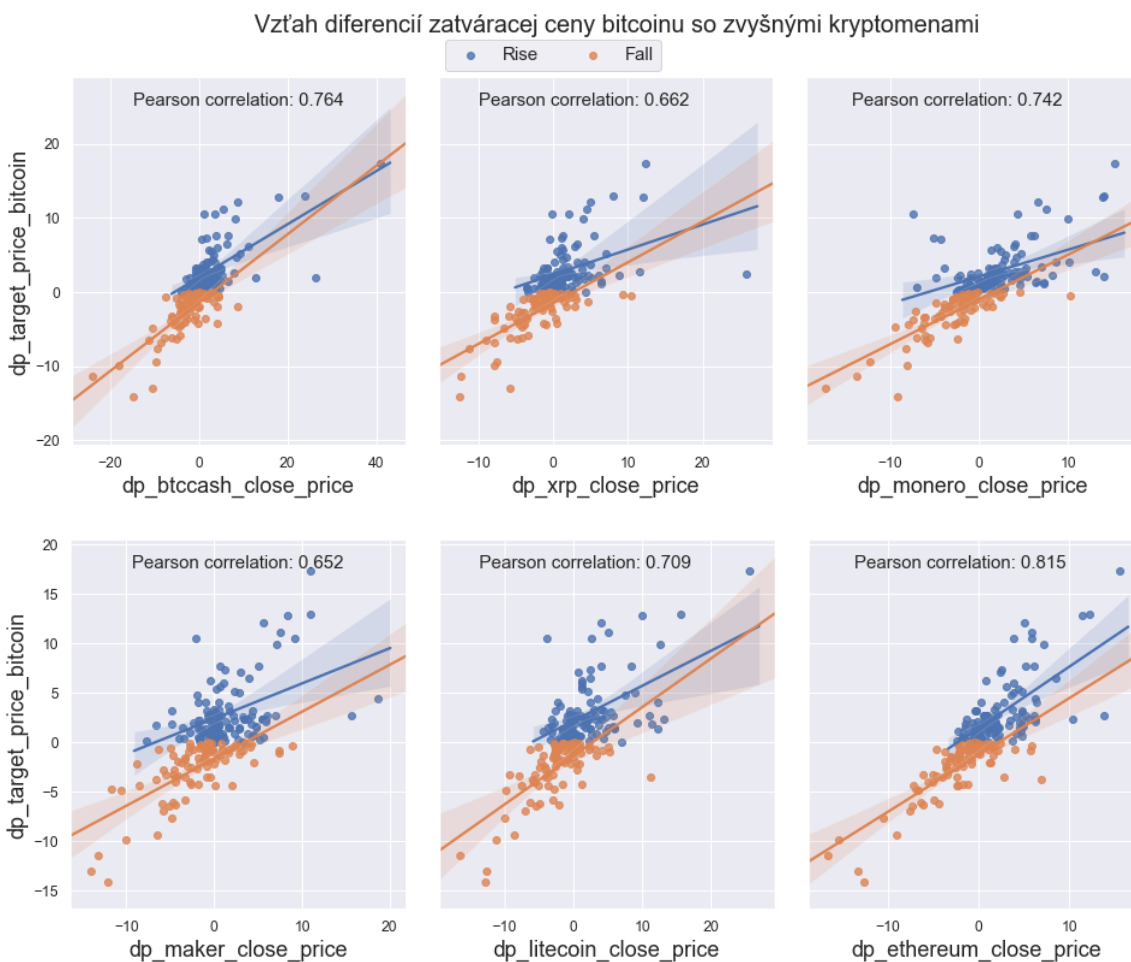 Vzťah diferencií zatváracej ceny bitcoinu so zvyšnými kryptomenami
Rise Fall
Pearson correlation: 0.764
Pearson correlation: 0.662
Pearson correlation: 0.742
dp_target_price_bitcoin
20
10
0
−10
−20
−20 0 20 40
−10 0 10 20
−10 0 10
dp_btccash_close_price
dp_xrp_close_price
dp_monero_close_price
Pearson correlation: 0.652
Pearson correlation: 0.709
Pearson correlation: 0.815
dp_target_price_bitcoin
20
15
10
5
0
−5
−10
−15
−10 0 10 20
−10 0 10 20
−10 0 10
dp_maker_close_price
dp_litecoin_close_price
dp_ethereum_close_price